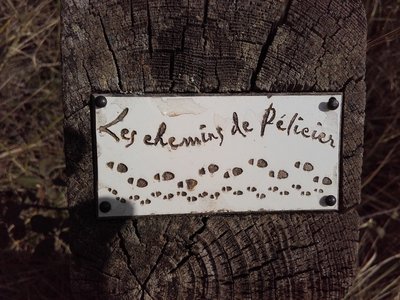 Les chemins de Pélicier